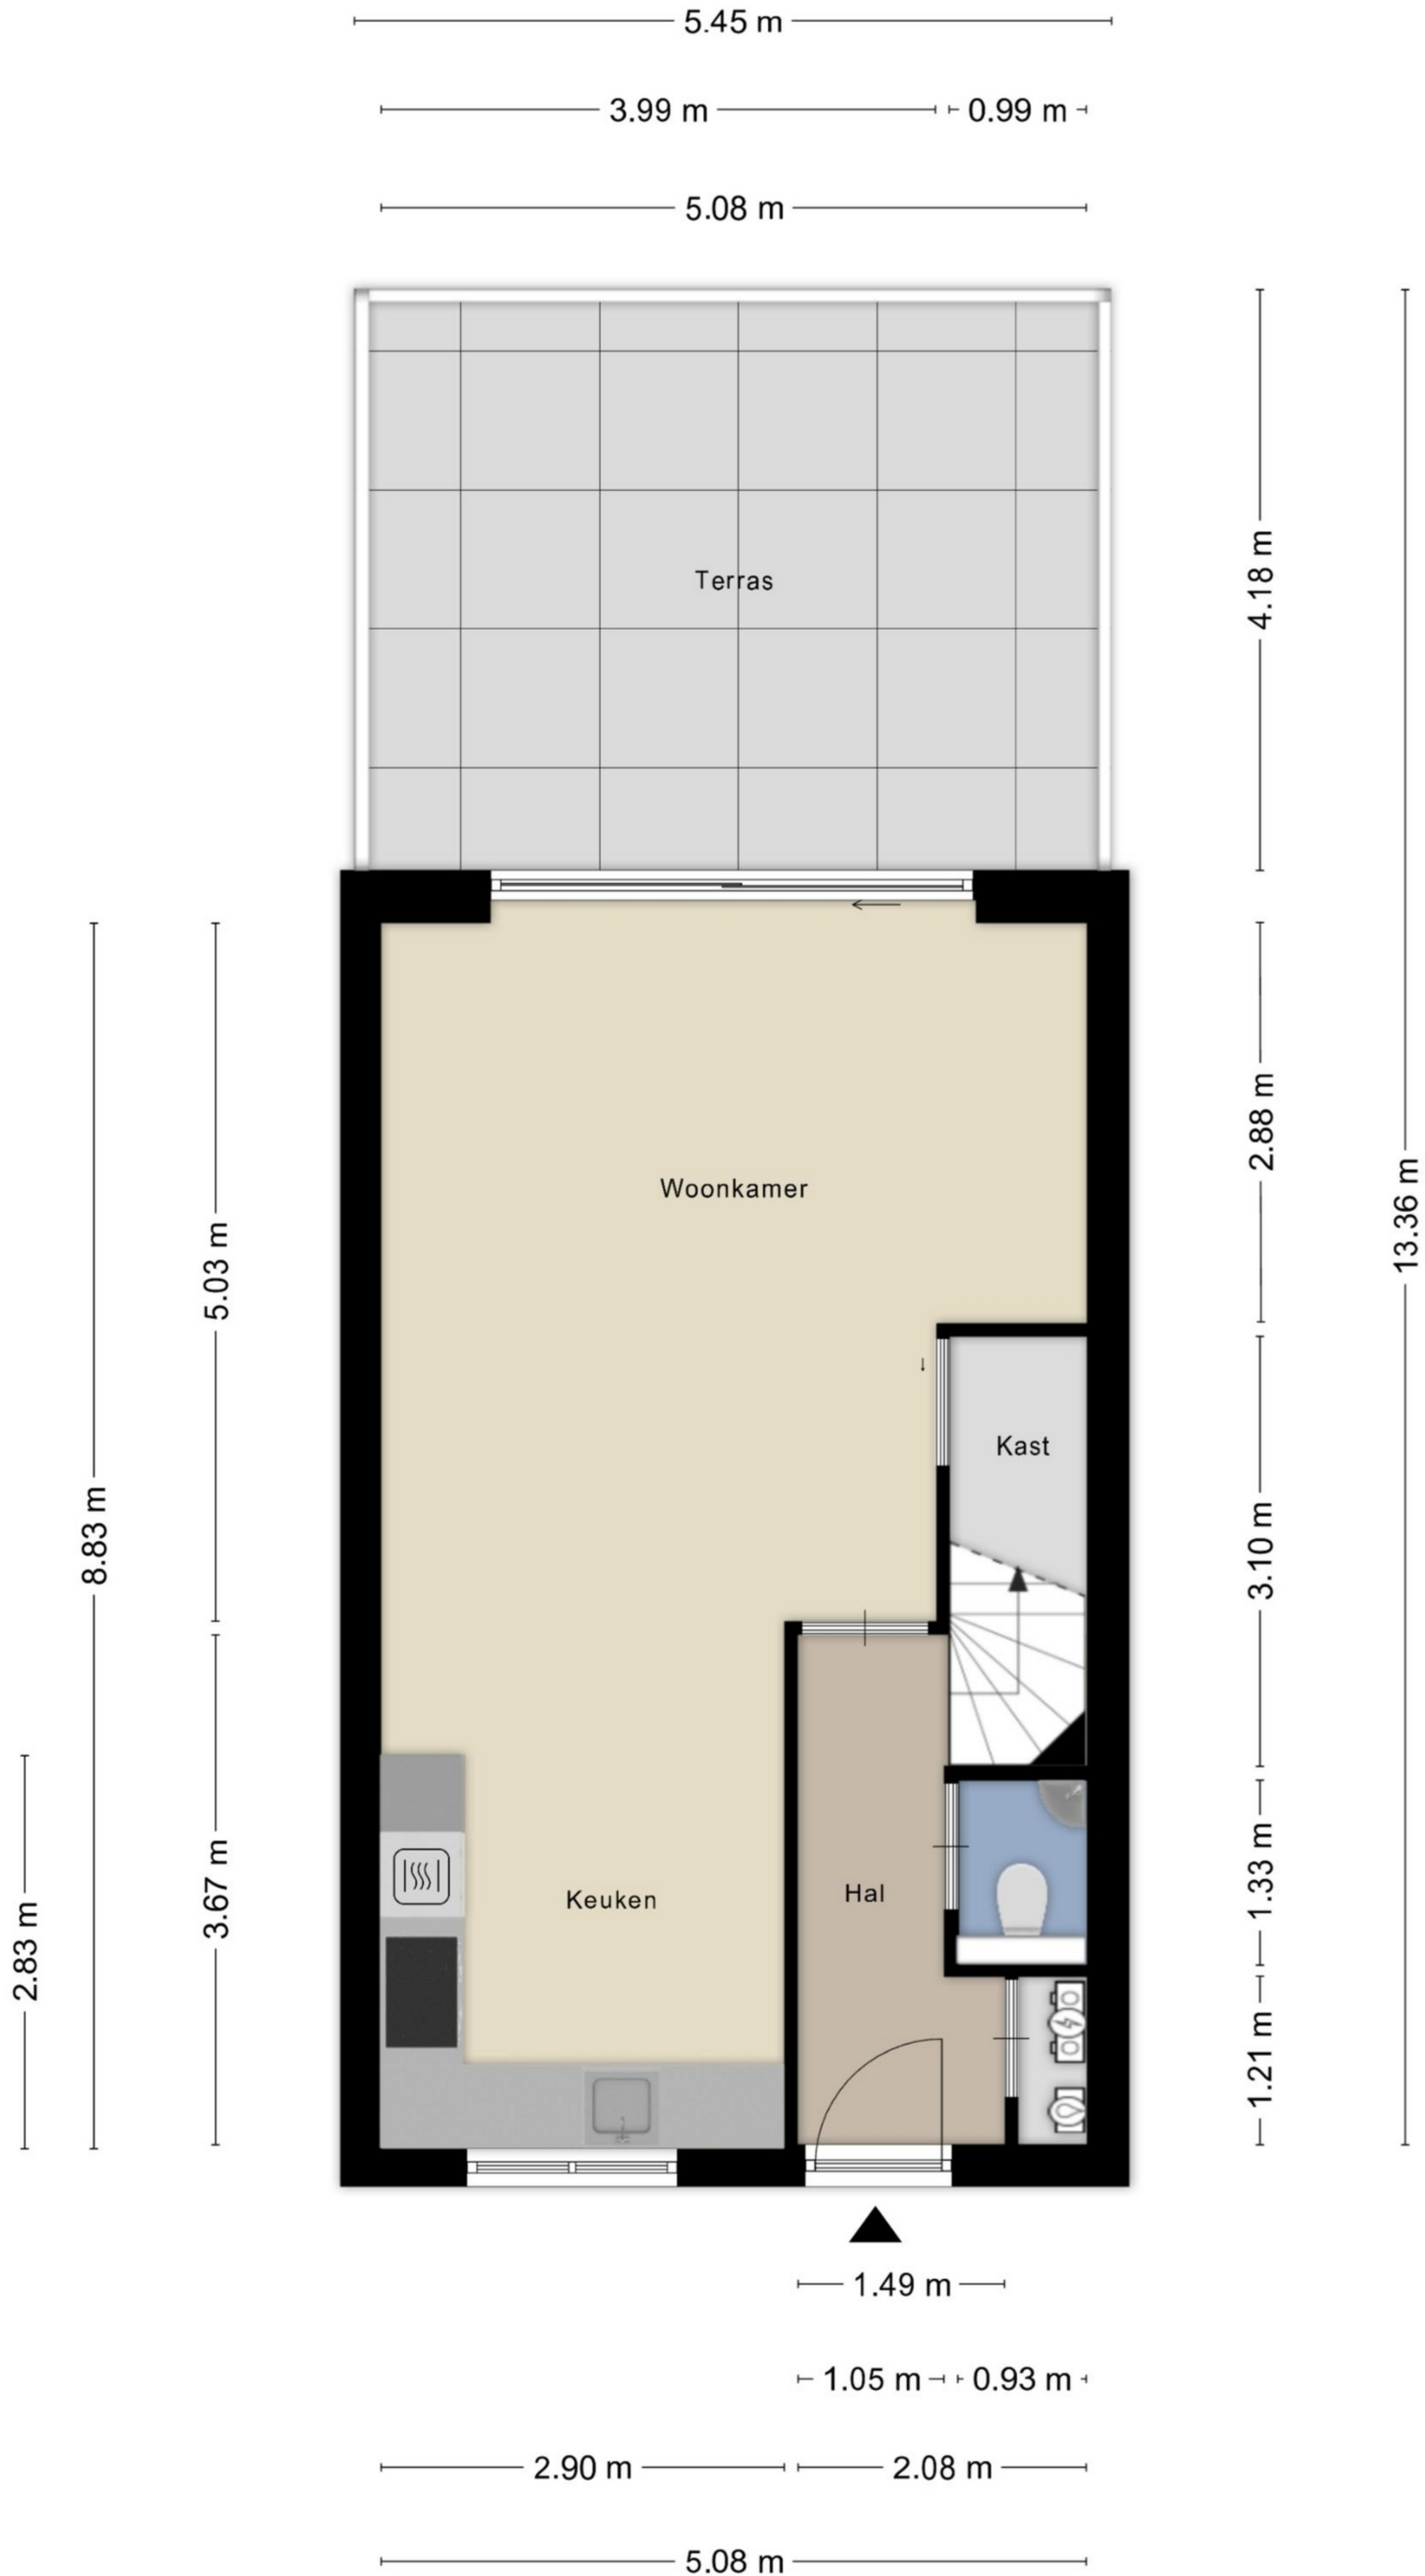 5.45 m
3.99 m
0.99 m
5.08 m
Terras
4.18 m
Woonkamer
2.88 m
13.36 m
5.03 m
Kast
8.83 m
3.10 m
Keuken
Hal
3.67 m
1.33 m
2.83 m
1.21 m
1.49 m
1.05 m
0.93 m
2.90 m
2.08 m
5.08 m